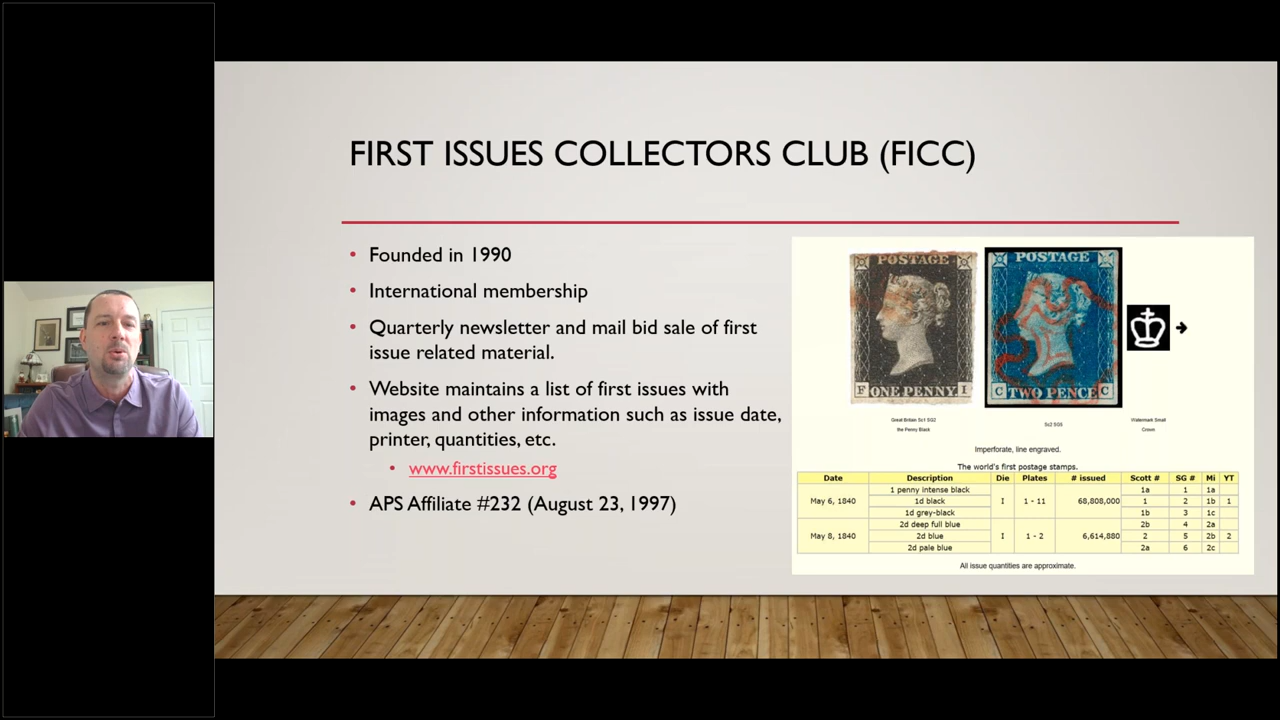 FIRST ISSUES COLLECTORS CLUB (FICC)
• Founded in 1990
• International membership
• Quarterly newsletter and mail bid sale of first
issue related material.
• Website maintains a list of first issues with
images and other information such as issue date,
printer, quantities, etc.
• www.firstissues.org
• APS Affiliate #232 (August 23, 1997)
POSTAGE
F ONE PENNY I
POSTAGE
C TWO PENCE C
Great Britain Sc1 SG2
the Penny Black
Sc2 SG5
Watermark Small
Crown
Imperforate, line engraved.
The world's first postage stamps.
Date Description Die Plates # issued Scott # SG # Mi YT
May 6, 1840 I 1 - 11 68,808,000 1
1 penny intense black 1a 1 1a
1d black 1 2 1b
1d grey-black 1b 3 1c
May 8, 1840 I 1 - 2 6,614,880 2
2d deep full blue 2b 4 2a
2d blue 2 5 2b
2d pale blue 2a 6 2c
All issue quantities are approximate.